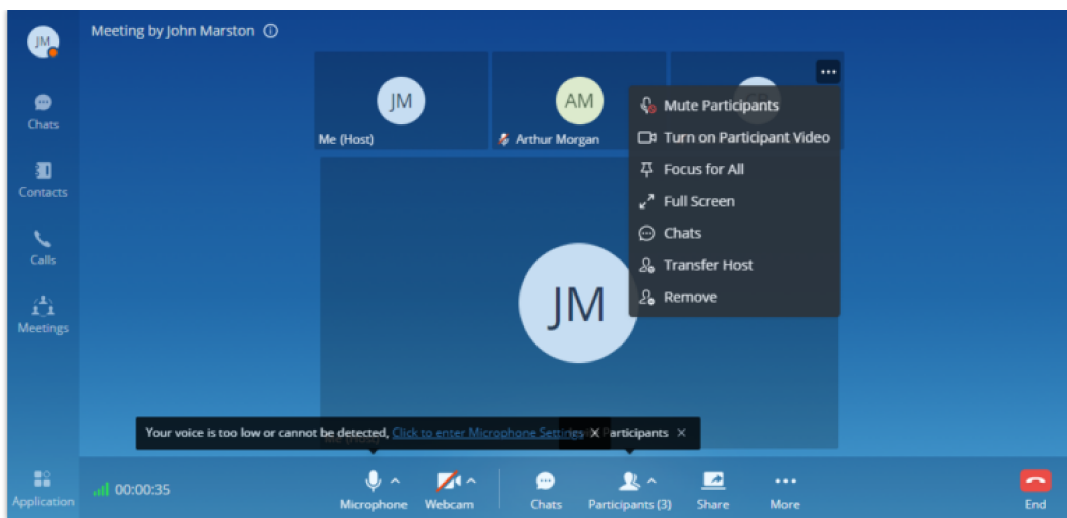 JM
Meeting by John Marston
Chats
Contacts
Calls
Meetings
Application
JM
Me (Host)
AM
Arthur Morgan
Mute Participants
Turn on Participant Video
Focus for All
Full Screen
Chats
Transfer Host
Remove
JM
Your voice is too low or cannot be detected, Click to enter Microphone Settings
articipants
00:00:35
Microphone
Webcam
Chats
Participants (3)
Share
More
End